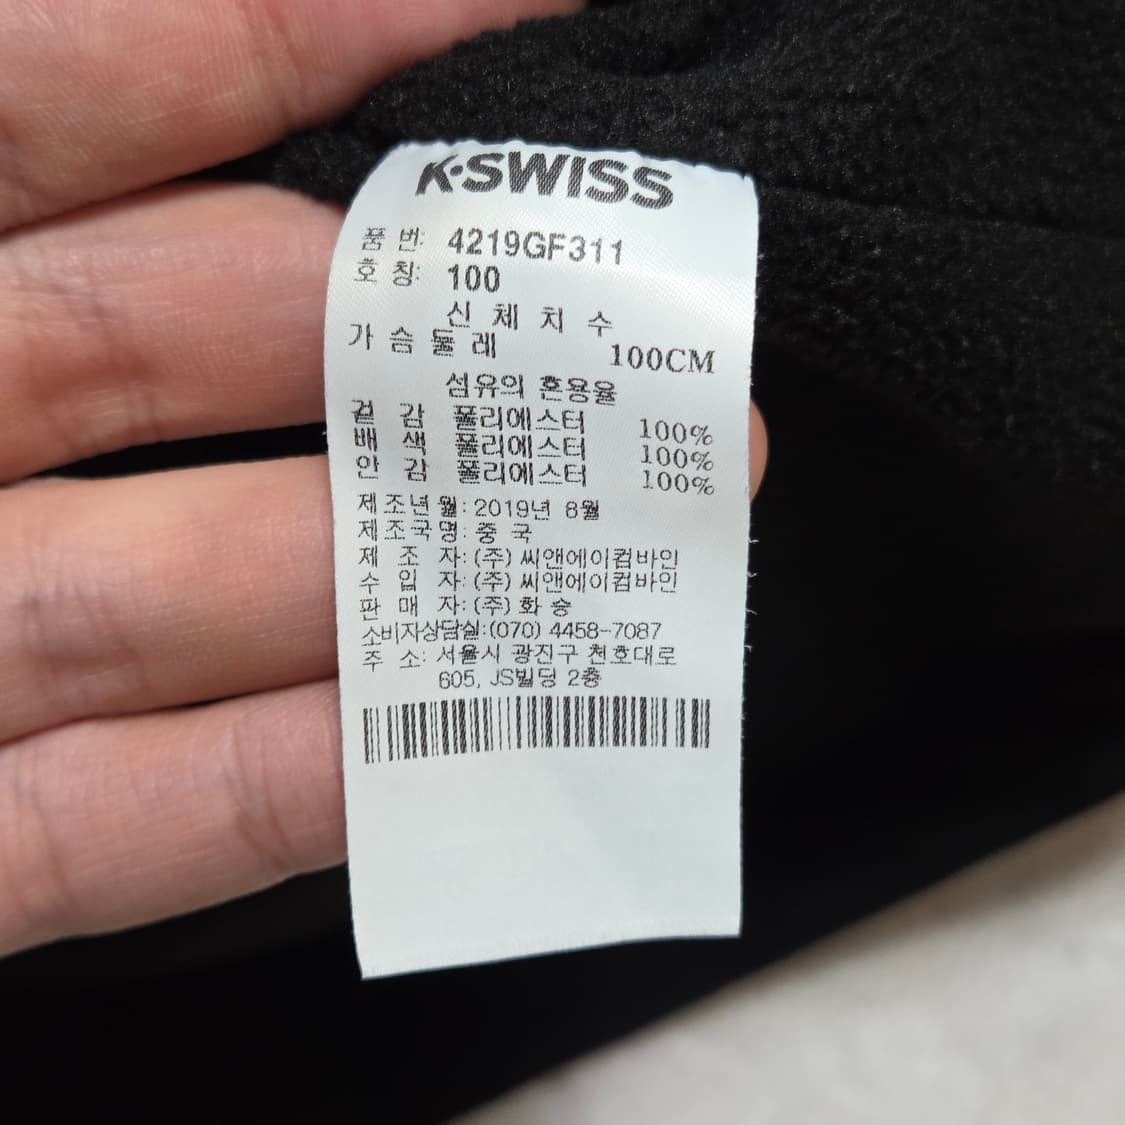 K·SWISS
품 번: 4219GF311
호 칭: 100
신 체 치 수
가 슴 둘 레 100CM
섬유의 혼용율
겉 감 폴리에스터 100%
배 색 폴리에스터 100%
안 감 폴리에스터 100%
제조년월: 2019년 8월
제조국명: 중 국
제 조 자: (주) 씨앤에이컴바인
수 입 자: (주) 씨앤에이컴바인
판 매 자: (주) 화 승
소비자상담실: (070) 4458-7087
주 소: 서울시 광진구 천호대로
605, JS빌딩 2층